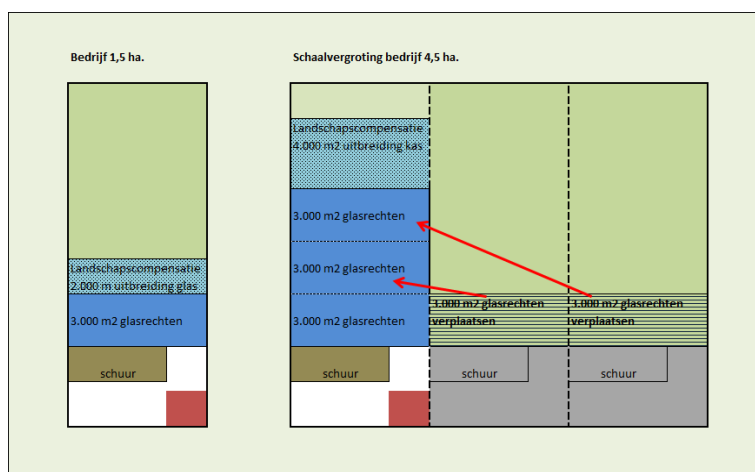 Bedrijf 1,5 ha.
Landschapscompensatie
2.000 m uitbreiding glas
3.000 m2 glasrechten
schuur
Schaalvergroting bedrijf 4,5 ha.
Landschapscompensatie
4.000 m2 uitbreiding kas
3.000 m2 glasrechten
3.000 m2 glasrechten
3.000 m2 glasrechten
3.000 m2 glasrechten
verplaatsen
3.000 m2 glasrechten
verplaatsen
schuur
schuur
schuur